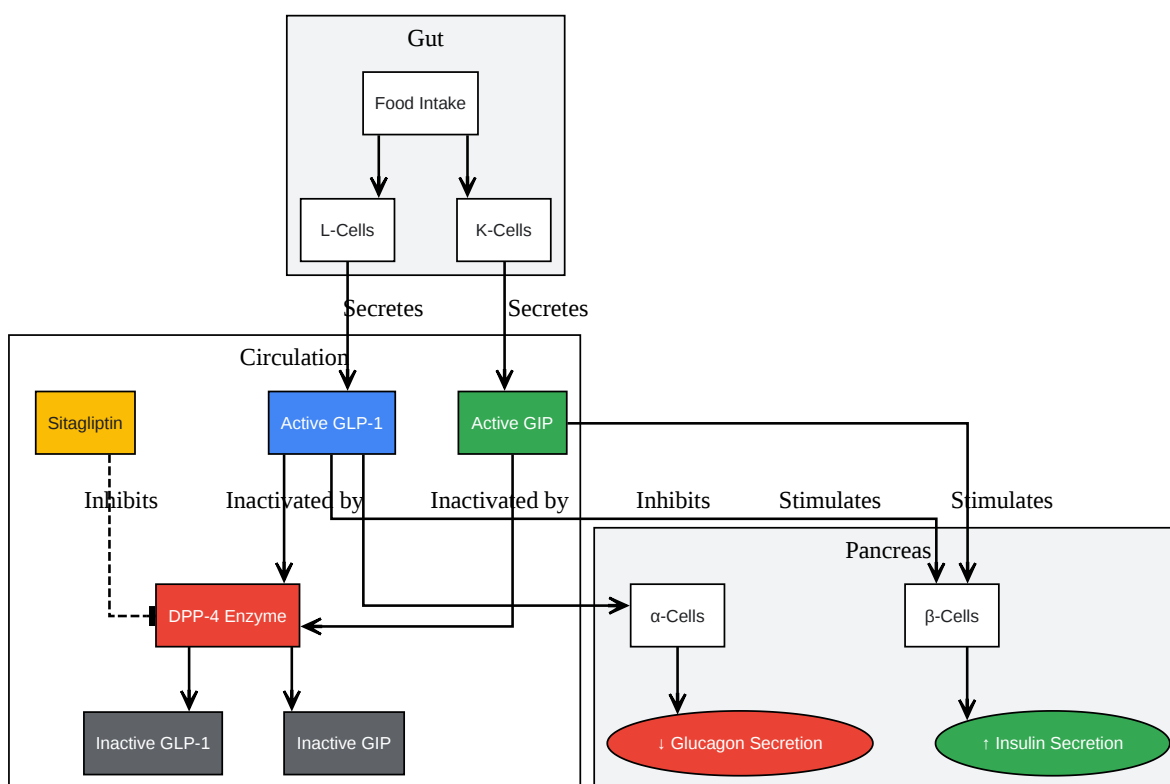 Gut
Food Intake
L-Cells
K-Cells
Secretes
Secretes
Circulation
Sitagliptin
Active GLP-1
Active GIP
Inhibits
Inactivated by
Inactivated by
Inhibits
Stimulates
Stimulates
Pancreas
DPP-4 Enzyme
α-Cells
β-Cells
Inactive GLP-1
Inactive GIP
↓ Glucagon Secretion
↑ Insulin Secretion